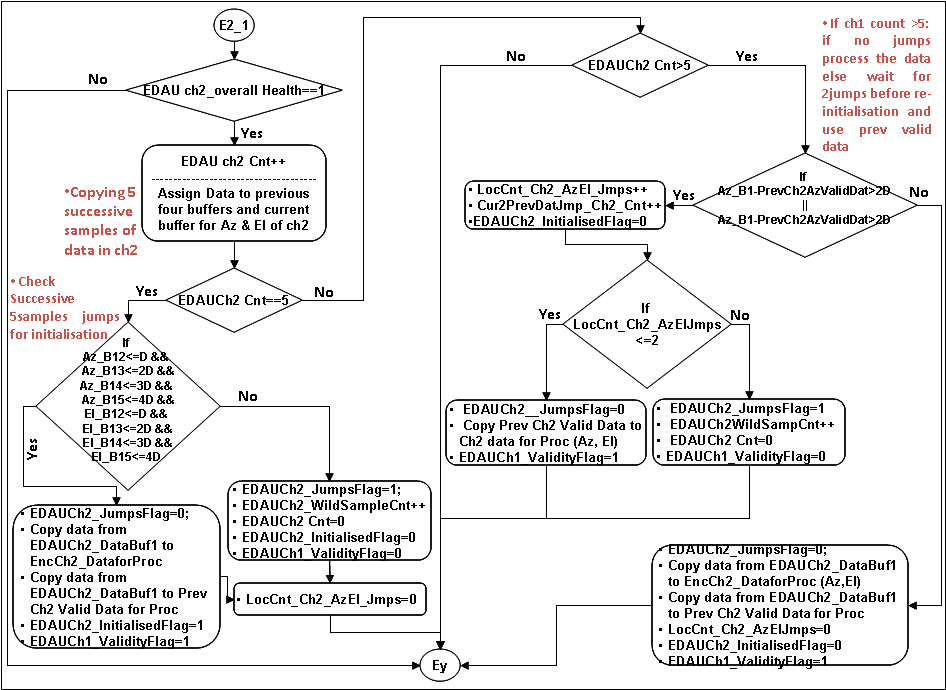 E2_1
EDAU ch2_overall Health==1
No
Yes
EDAU ch2 Cnt++
Assign Data to previous
four buffers and current
buffer for Az & El of ch2
•Copying 5
successive
samples of
data in ch2
EDAUCh2 Cnt==5
Yes
No
• Check
Successive
5samples jumps
for initialisation
If
Az_B12<=D &&
Az_B13<=2D &&
Az_B14<=3D &&
Az_B15<=4D &&
El_B12<=D &&
El_B13<=2D &&
El_B14<=3D &&
El_B15<=4D
No
Yes
• EDAUCh2_JumpsFlag=0;
• Copy data from
EDAUCh2_DataBuf1 to
EncCh2_DataforProc
• Copy data from
EDAUCh2_DataBuf1 to Prev
Ch2 Valid Data for Proc
• EDAUCh2_InitialisedFlag=1
• EDAUCh1_ValidityFlag=1
• EDAUCh2_JumpsFlag=1;
• EDAUCh2_WildSampleCnt++
• EDAUCh2 Cnt=0
• EDAUCh2_InitialisedFlag=0
• EDAUCh1_ValidityFlag=0
• LocCnt_Ch2_AzEl_Jmps=0
EDAUCh2 Cnt>5
No
Yes
• If ch1 count >5:
if no jumps
process the data
else wait for
2jumps before re-
initialisation and
use prev valid
data
If
Az_B1-PrevCh2AzValidDat>2D
||
Az_B1-PrevCh2AzValidDat>2D
Yes
No
• LocCnt_Ch2_AzEl_Jmps++
• Cur2PrevDatJmp_Ch2_Cnt++
• EDAUCh2_InitialisedFlag=0
If
LocCnt_Ch2_AzElJmps
<=2
Yes
No
• EDAUCh2__JumpsFlag=0
• Copy Prev Ch2 Valid Data to
Ch2 data for Proc (Az, El)
• EDAUCh1_ValidityFlag=1
• EDAUCh2_JumpsFlag=1
• EDAUCh2WildSampCnt++
• EDAUCh2 Cnt=0
• EDAUCh1_ValidityFlag=0
• EDAUCh2_JumpsFlag=0;
• Copy data from EDAUCh2_DataBuf1
to EncCh2_DataforProc (Az,El)
• Copy data from EDAUCh2_DataBuf1
to Prev Ch2 Valid Data for Proc
• LocCnt_Ch2_AzElJmps=0
• EDAUCh2_InitialisedFlag=0
• EDAUCh1_ValidityFlag=1
Ey